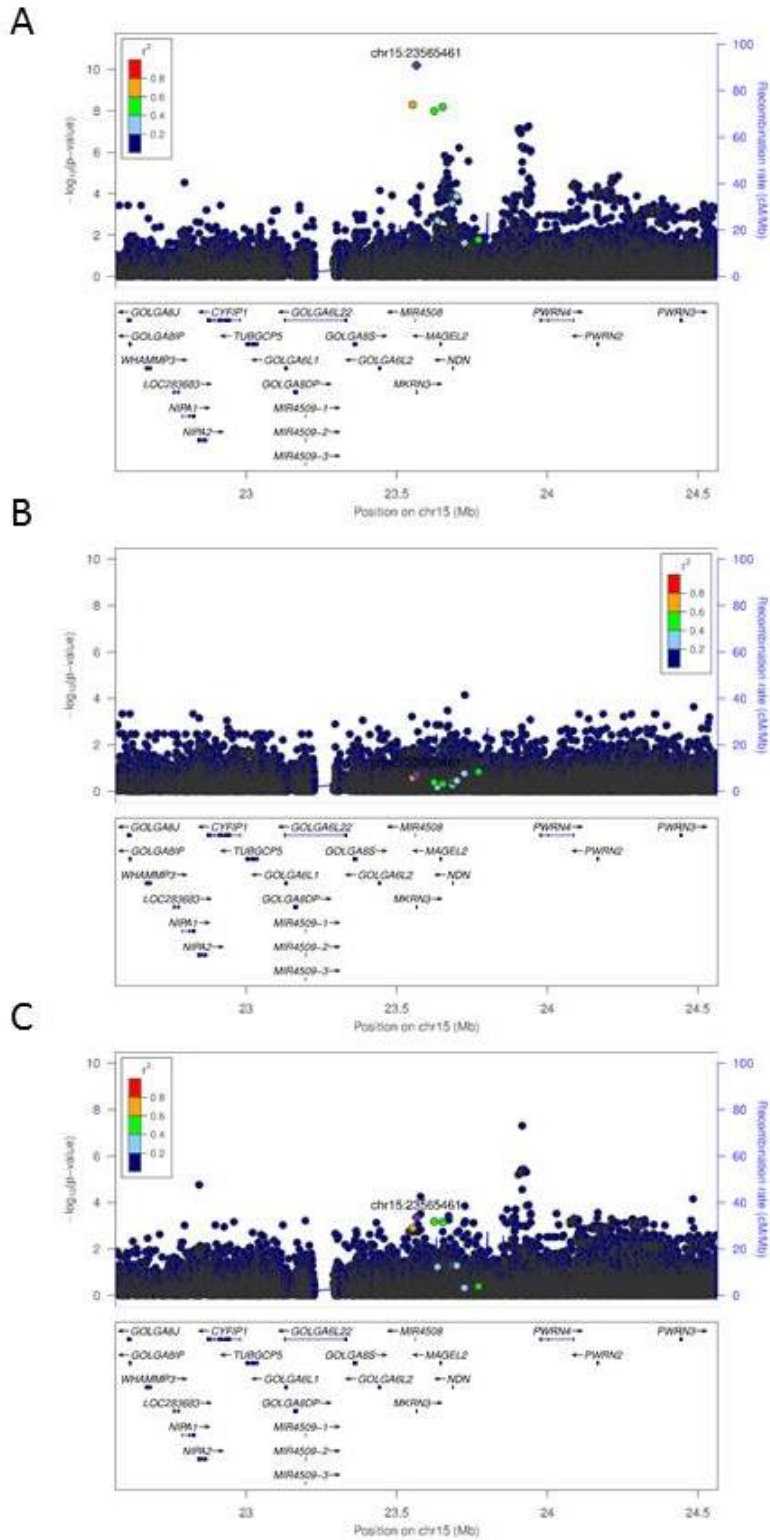 A
chr15:23565461
r²
0.8
0.6
0.4
0.2
10
8
6
4
2
0
100
80
60
40
20
0
− log10(p−value)
Recombination rate (cM/Mb)
←GOLGA8J ←CYFIP1 ←GOLGA6L22 ←MIR4508 PWRN4→ PWRN3→
←GOLGA8IP ←TUBGCP5 GOLGA8S→ ←MAGEL2 ←PWRN2
WHAMMP3→ ←GOLGA6L1 ←GOLGA6L2 ←NDN
LOC283683→ GOLGA8DP→ MKRN3→
NIPA1→ MIR4509−1→
NIPA2→ MIR4509−2→
MIR4509−3→
23 23.5 24 24.5
Position on chr15 (Mb)
B
r²
0.8
0.6
0.4
0.2
10
8
6
4
2
0
100
80
60
40
20
0
− log10(p−value)
Recombination rate (cM/Mb)
←GOLGA8J ←CYFIP1 ←GOLGA6L22 ←MIR4508 PWRN4→ PWRN3→
←GOLGA8IP ←TUBGCP5 GOLGA8S→ ←MAGEL2 ←PWRN2
WHAMMP3→ ←GOLGA6L1 ←GOLGA6L2 ←NDN
LOC283683→ GOLGA8DP→ MKRN3→
NIPA1→ MIR4509−1→
NIPA2→ MIR4509−2→
MIR4509−3→
23 23.5 24 24.5
Position on chr15 (Mb)
C
r²
0.8
0.6
0.4
0.2
chr15:23565461
10
8
6
4
2
0
100
80
60
40
20
0
− log10(p−value)
Recombination rate (cM/Mb)
←GOLGA8J ←CYFIP1 ←GOLGA6L22 ←MIR4508 PWRN4→ PWRN3→
←GOLGA8IP ←TUBGCP5 GOLGA8S→ ←MAGEL2 ←PWRN2
WHAMMP3→ ←GOLGA6L1 ←GOLGA6L2 ←NDN
LOC283683→ GOLGA8DP→ MKRN3→
NIPA1→ MIR4509−1→
NIPA2→ MIR4509−2→
MIR4509−3→
23 23.5 24 24.5
Position on chr15 (Mb)